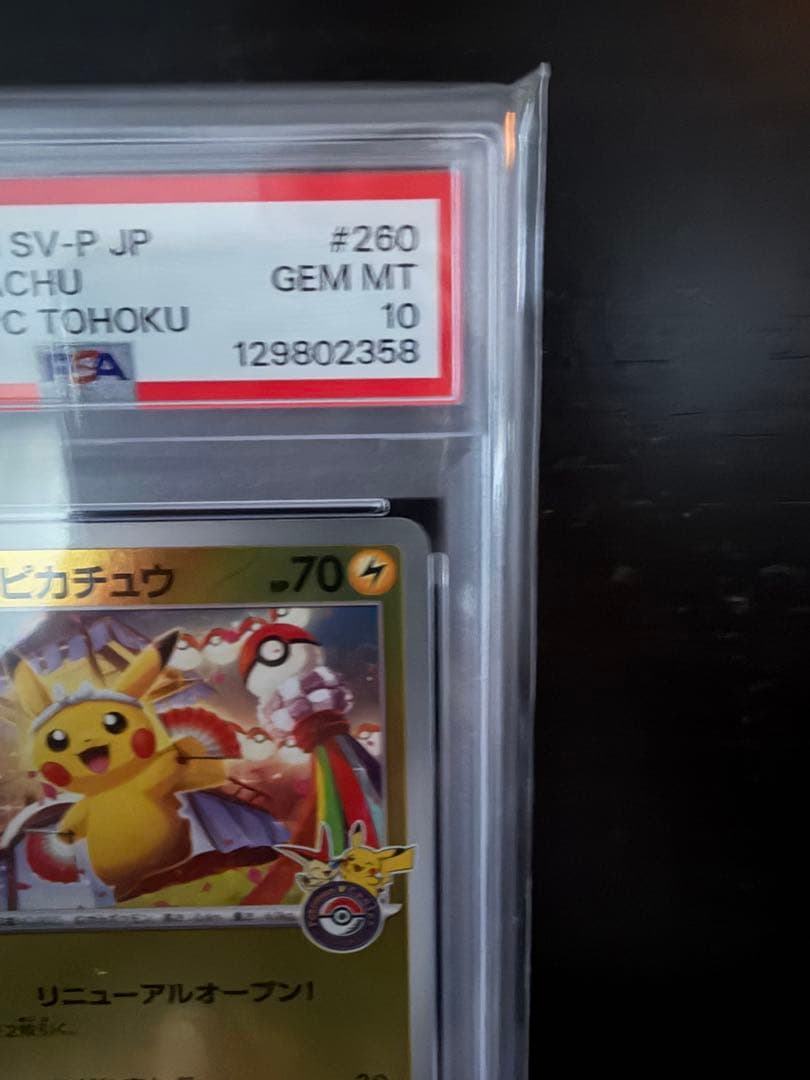 SV-P JP #260
ACHU GEM MT
C TOHOKU 10
PSA 129802358
ピカチュウ HP70
リニューアルオープン!